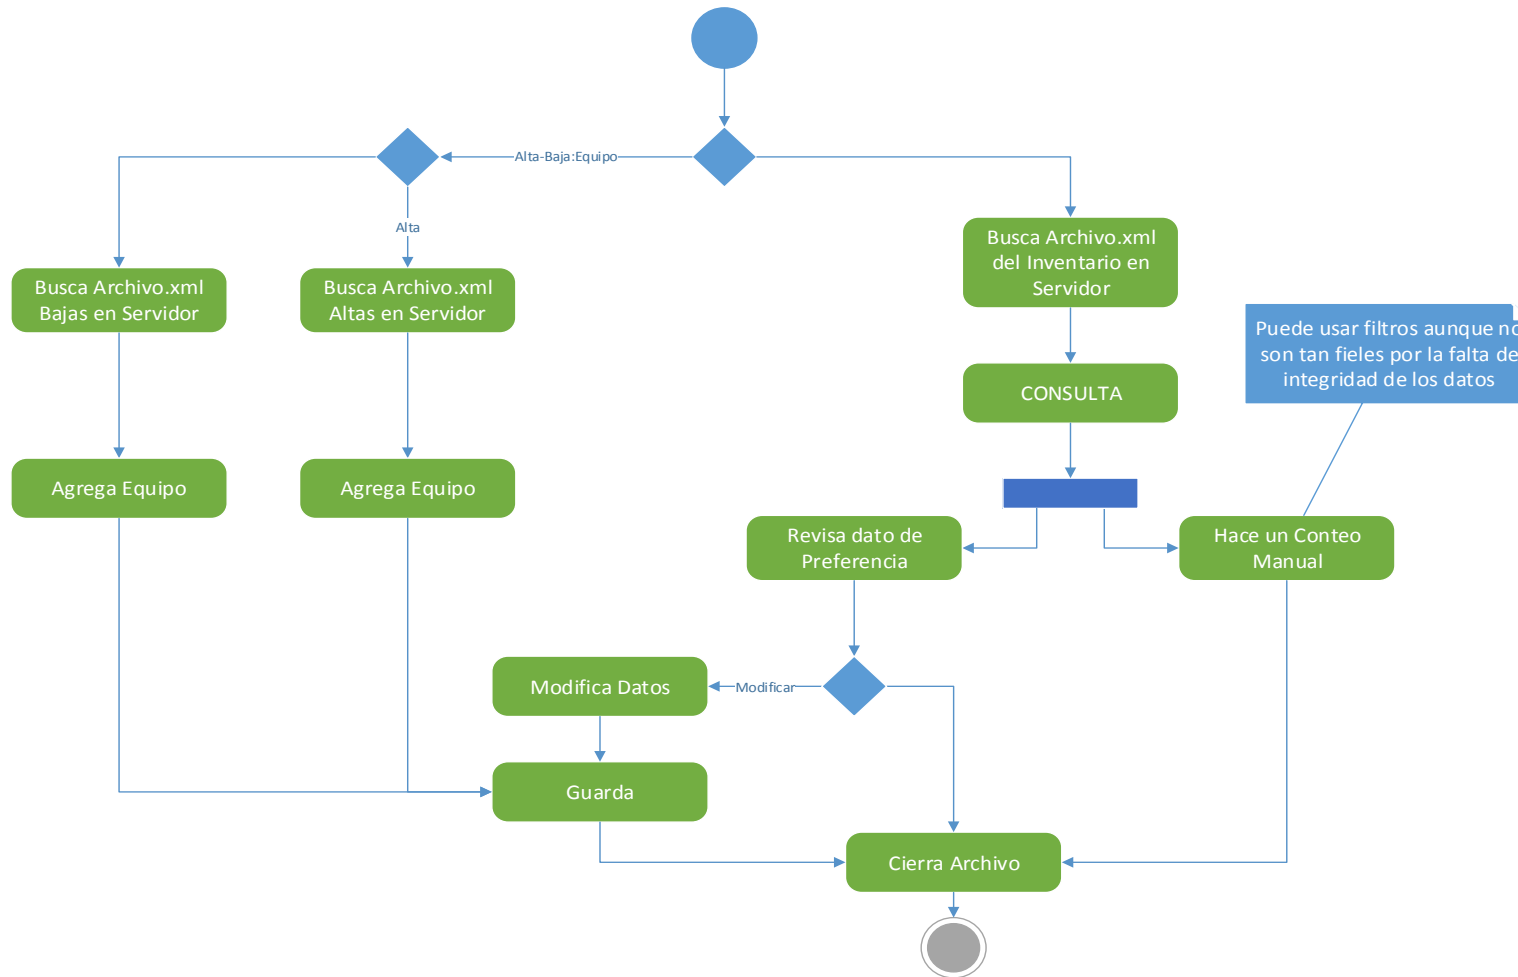 Alta-Baja:Equipo
Alta
Busca Archivo.xml
del Inventario en
Servidor
Busca Archivo.xml
Bajas en Servidor
Busca Archivo.xml
Altas en Servidor
Puede usar filtros aunque no
son tan fieles por la falta de
integridad de los datos
CONSULTA
Agrega Equipo
Agrega Equipo
Revisa dato de
Preferencia
Hace un Conteo
Manual
Modifica Datos
Modificar
Guarda
Cierra Archivo